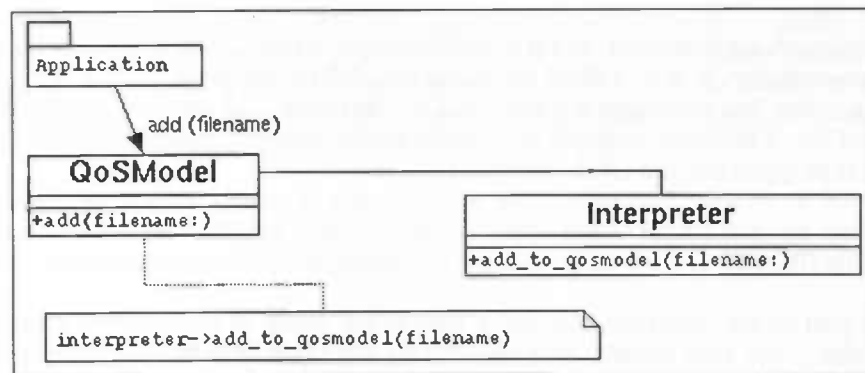 Application
add (filename)
QoSModel
+add(filename:)
Interpreter
+add_to_qosmodel(filename:)
interpreter->add_to_qosmodel(filename)